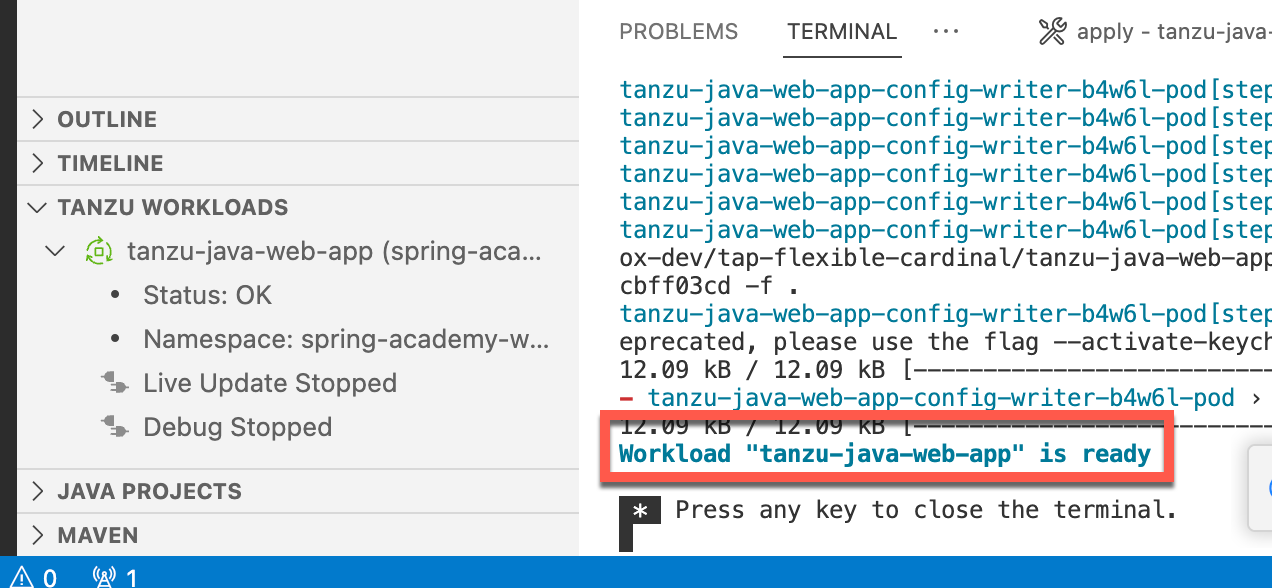 OUTLINE
TIMELINE
TANZU WORKLOADS
tanzu-java-web-app (spring-aca...
• Status: OK
• Namespace: spring-academy-w...
Live Update Stopped
Debug Stopped
JAVA PROJECTS
MAVEN
0 1
PROBLEMS TERMINAL ... apply - tanzu-java-
tanzu-java-web-app-config-writer-b4w6l-pod[step
tanzu-java-web-app-config-writer-b4w6l-pod[step
tanzu-java-web-app-config-writer-b4w6l-pod[step
tanzu-java-web-app-config-writer-b4w6l-pod[step
tanzu-java-web-app-config-writer-b4w6l-pod[step
tanzu-java-web-app-config-writer-b4w6l-pod[step
ox-dev/tap-flexible-cardinal/tanzu-java-web-app
cbff03cd -f .
tanzu-java-web-app-config-writer-b4w6l-pod[step
eprecated, please use the flag --activate-keych
12.09 kB / 12.09 kB [---------------------------
- tanzu-java-web-app-config-writer-b4w6l-pod ›
12.09 kB / 12.09 kB [---------------------------
Workload "tanzu-java-web-app" is ready
* Press any key to close the terminal.